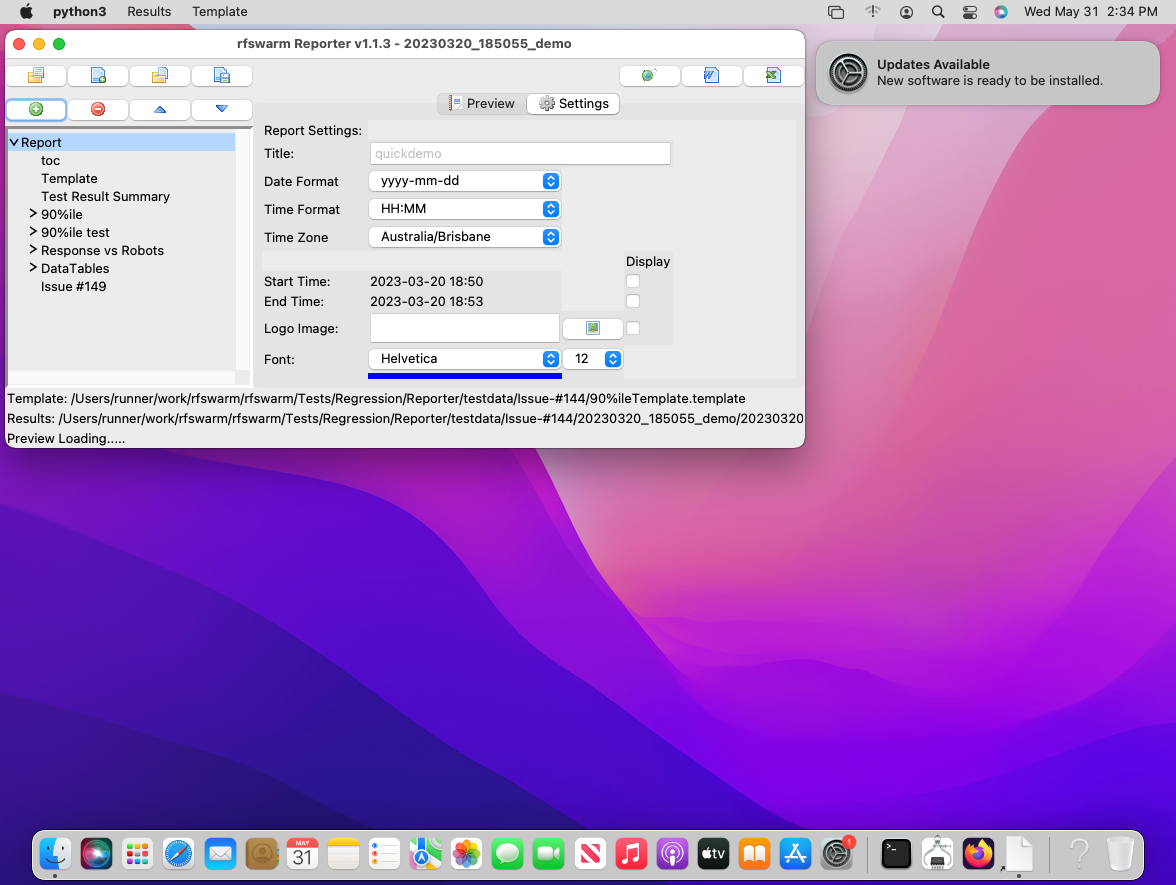 python3 Results Template Wed May 31 2:34 PM
rfswarm Reporter v1.1.3 - 20230320_185055_demo
Updates Available
New software is ready to be installed.
Preview Settings
Report
toc
Template
Test Result Summary
90%ile
90%ile test
Response vs Robots
DataTables
Issue #149
Report Settings:
Title: quickdemo
Date Format yyyy-mm-dd
Time Format HH:MM
Time Zone Australia/Brisbane
Display
Start Time: 2023-03-20 18:50
End Time: 2023-03-20 18:53
Logo Image:
Font: Helvetica 12
Template: /Users/runner/work/rfswarm/rfswarm/Tests/Regression/Reporter/testdata/Issue-#144/90%ileTemplate.template
Results: /Users/runner/work/rfswarm/rfswarm/Tests/Regression/Reporter/testdata/Issue-#144/20230320_185055_demo/20230320
Preview Loading.....
MAY
31
tv
1